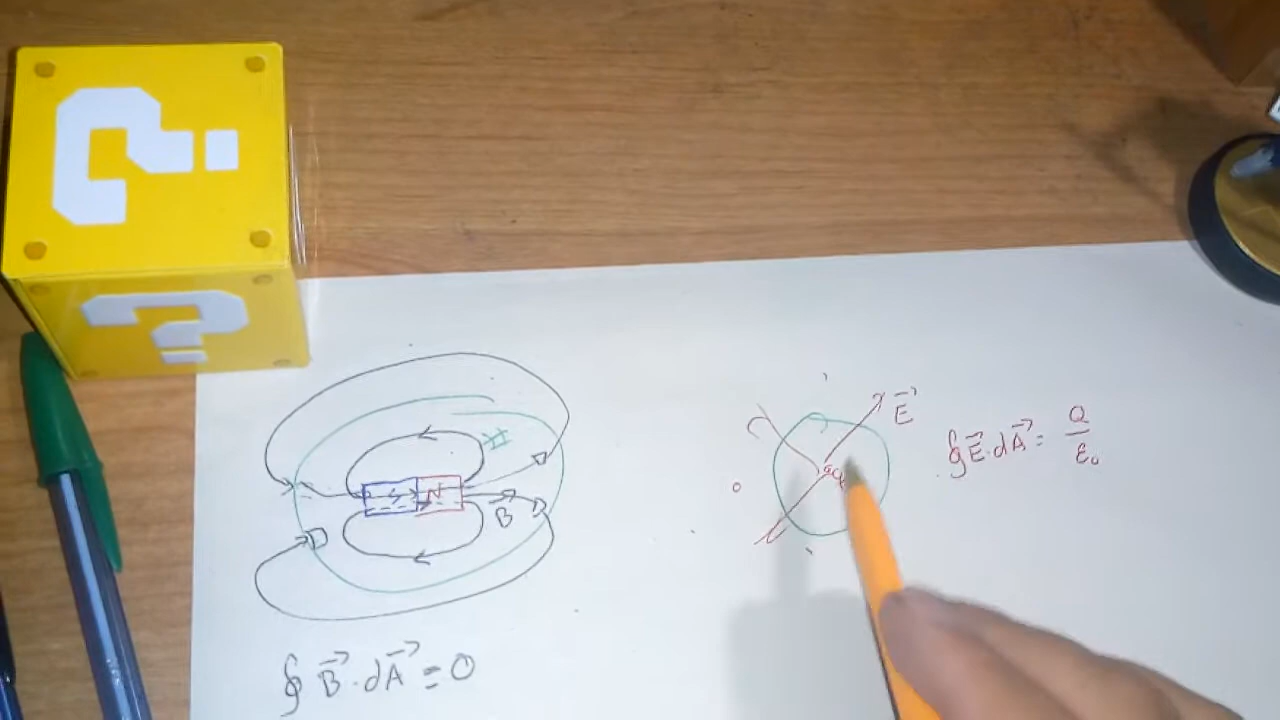 ? 
?
S N
B⃗
∮ B⃗ · dA⃗ = 0
E⃗
q
∮ E⃗ · dA⃗ = Q/ε₀